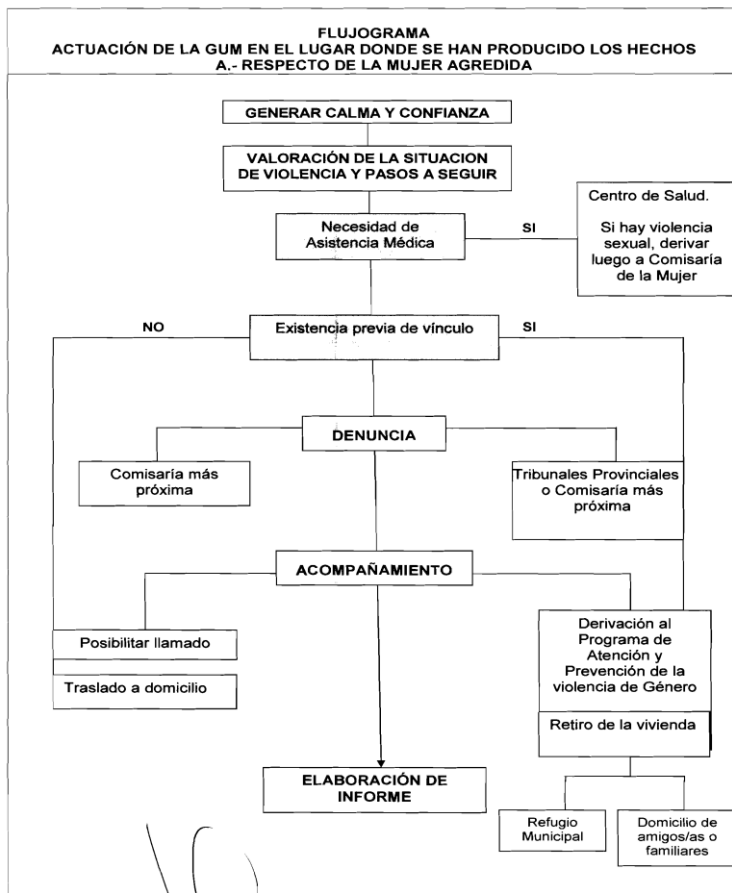 FLUJOGRAMA
ACTUACIÓN DE LA GUM EN EL LUGAR DONDE SE HAN PRODUCIDO LOS HECHOS
A.- RESPECTO DE LA MUJER AGREDIDA
GENERAR CALMA Y CONFIANZA
VALORACIÓN DE LA SITUACION
DE VIOLENCIA Y PASOS A SEGUIR
Necesidad de
Asistencia Médica
SI
Centro de Salud.
Si hay violencia
sexual, derivar
luego a Comisaría
de la Mujer
NO
Existencia previa de vínculo
SI
DENUNCIA
Comisaría más
próxima
Tribunales Provinciales
o Comisaría más
próxima
ACOMPAÑAMIENTO
Posibilitar llamado
Traslado a domicilio
Derivación al
Programa de
Atención y
Prevención de la
violencia de Género
Retiro de la vivienda
ELABORACIÓN DE
INFORME
Refugio
Municipal
Domicilio de
amigos/as o
familiares